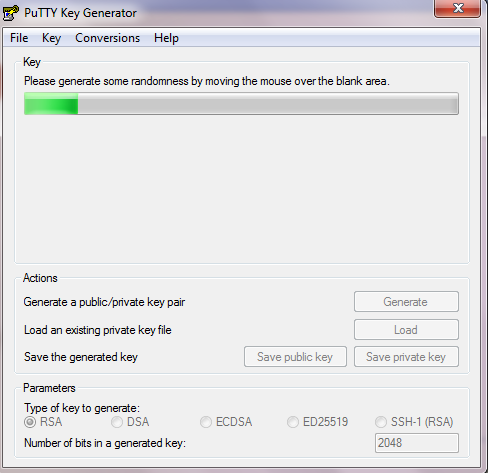 PuTTY Key Generator
File Key Conversions Help
Key
Please generate some randomness by moving the mouse over the blank area.
Actions
Generate a public/private key pair
Generate
Load an existing private key file
Load
Save the generated key
Save public key
Save private key
Parameters
Type of key to generate:
RSA DSA ECDSA ED25519 SSH-1 (RSA)
Number of bits in a generated key:
2048